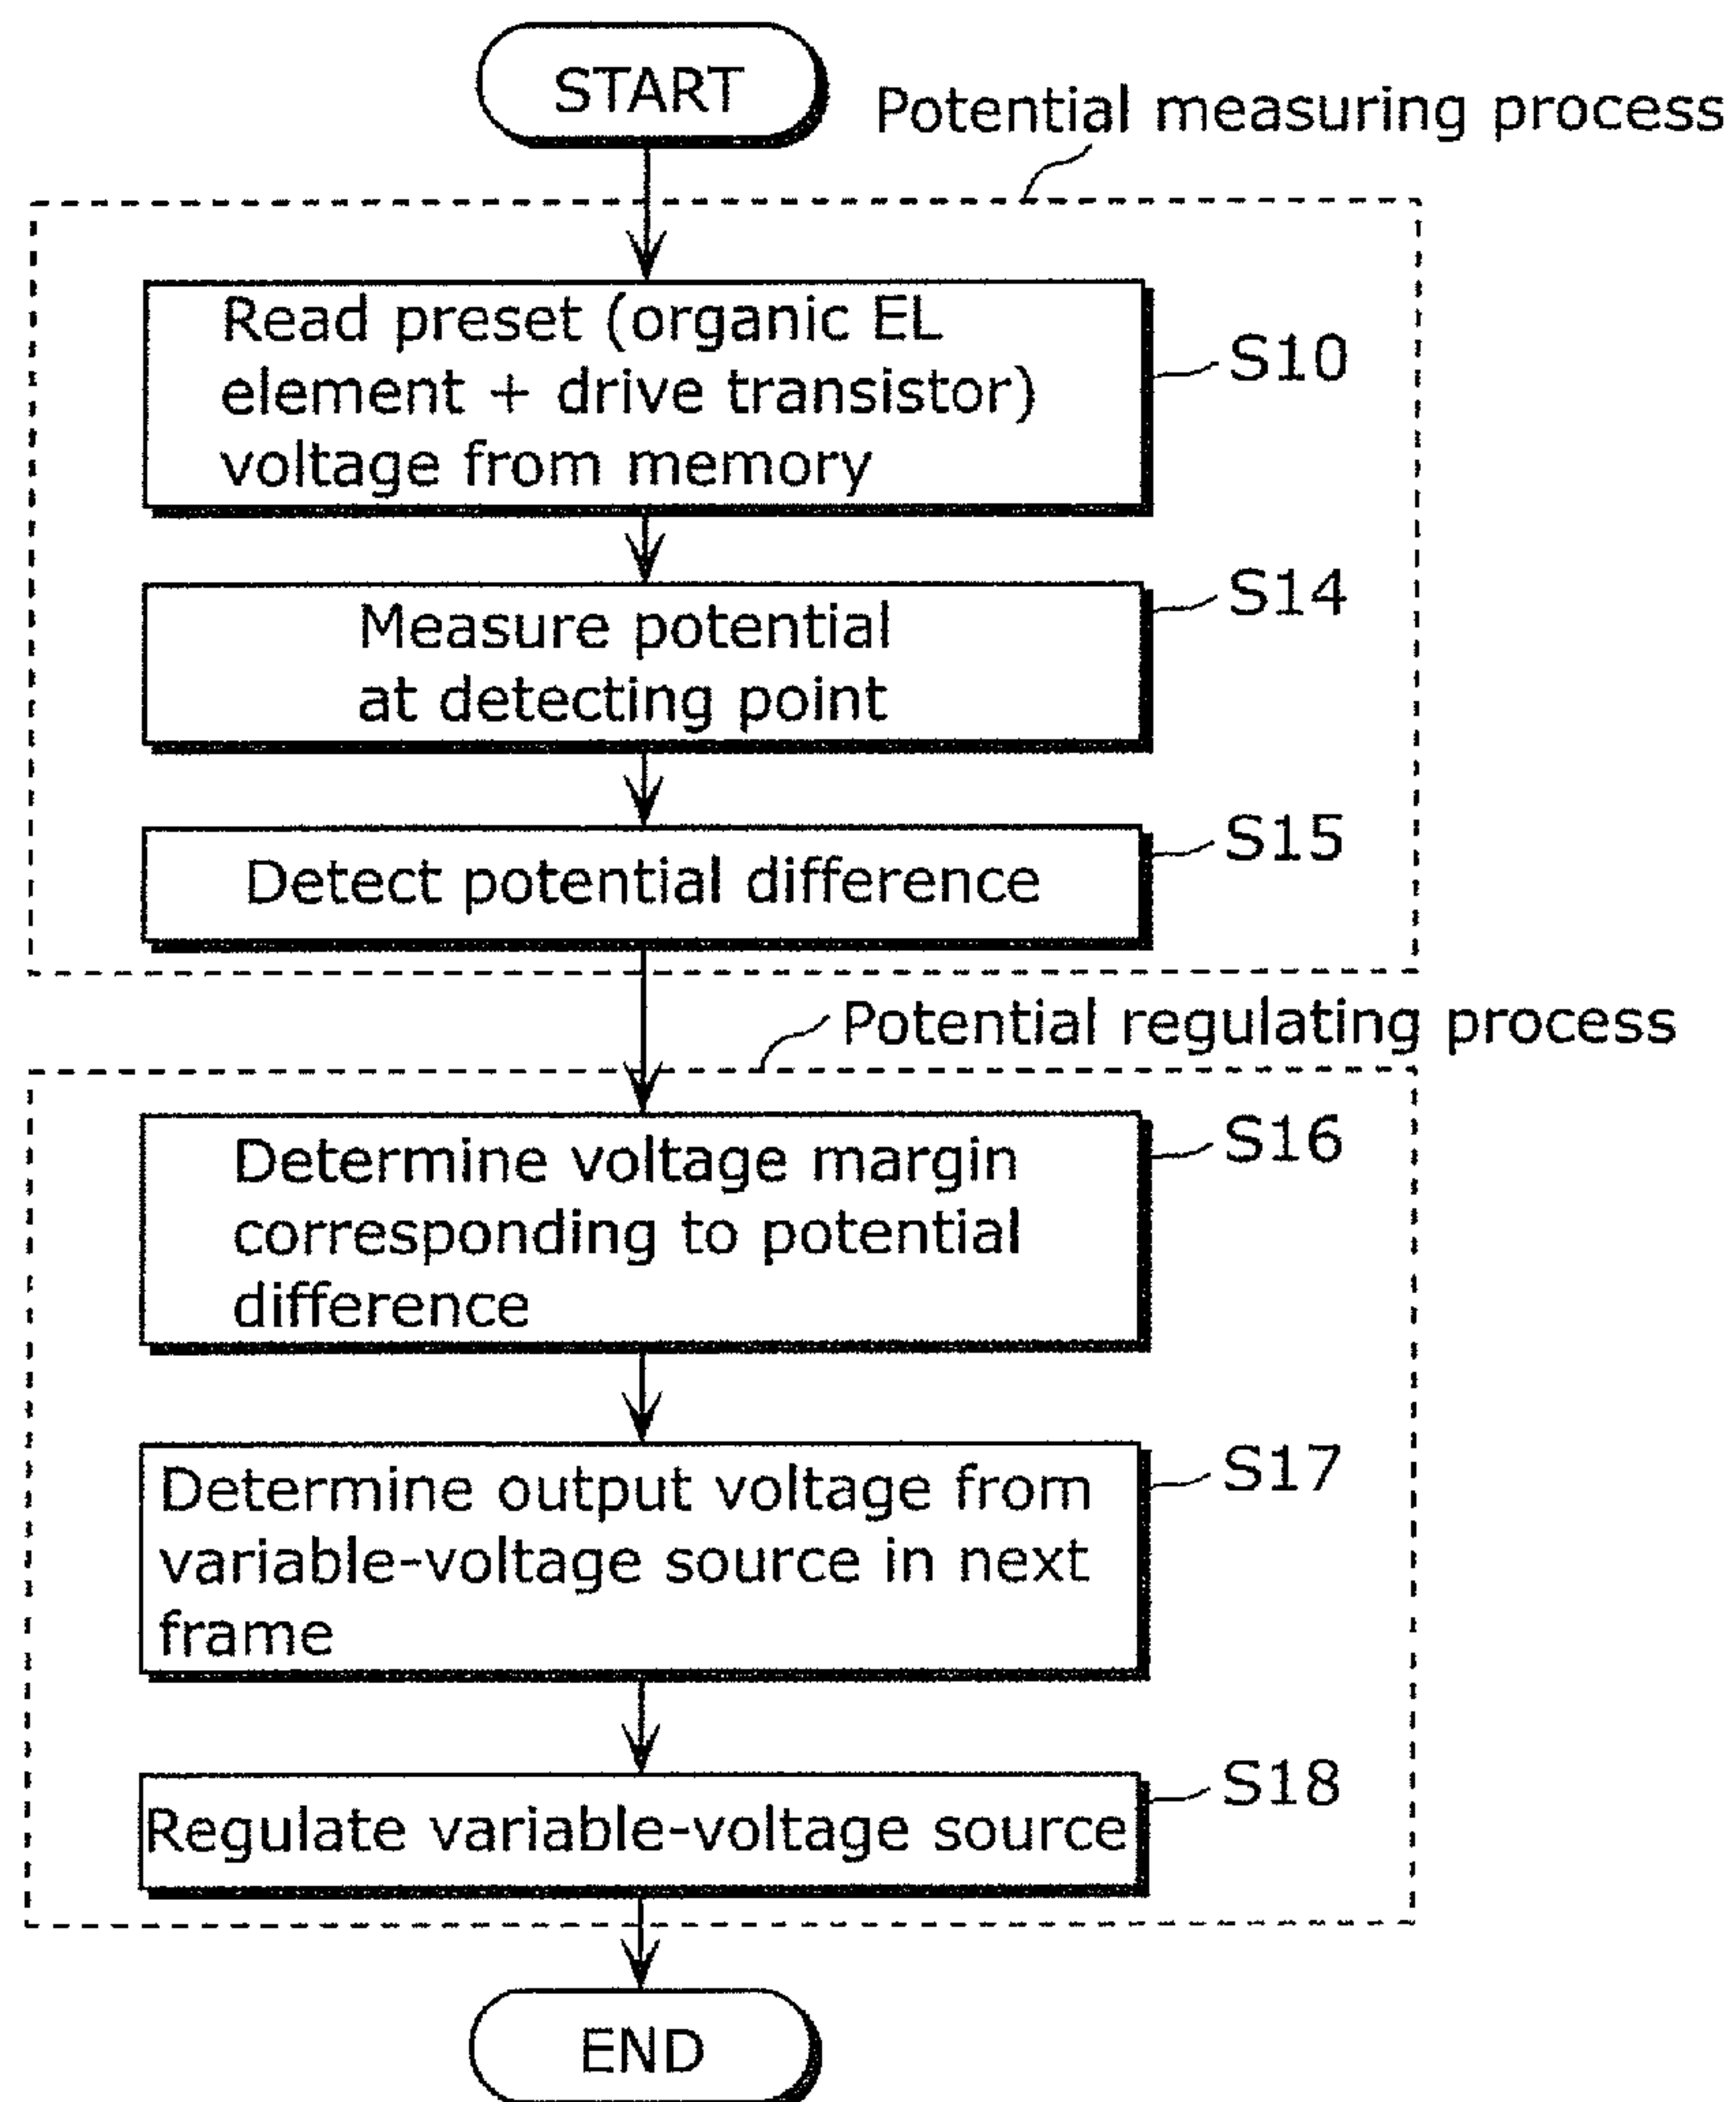 START
Potential measuring process
Read preset (organic EL
element + drive transistor)
voltage from memory
S10
Measure potential
at detecting point
S14
Detect potential difference
S15
Potential regulating process
Determine voltage margin
corresponding to potential
difference
S16
Determine output voltage from
variable-voltage source in next
frame
S17
Regulate variable-voltage source
S18
END